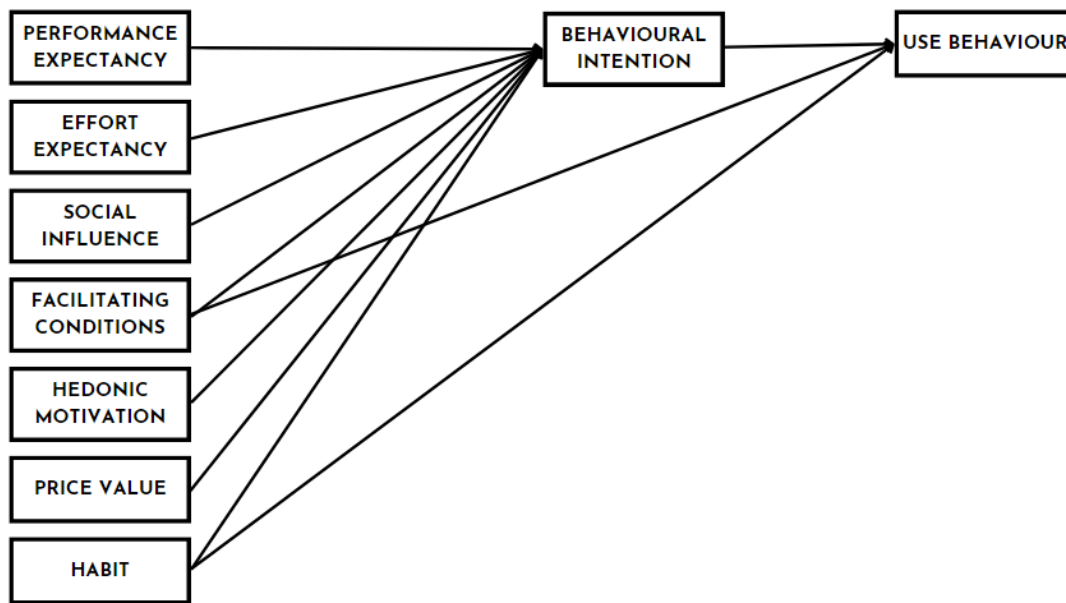 PERFORMANCE
EXPECTANCY
EFFORT
EXPECTANCY
SOCIAL
INFLUENCE
FACILITATING
CONDITIONS
HEDONIC
MOTIVATION
PRICE VALUE
HABIT
BEHAVIOURAL
INTENTION
USE BEHAVIOUR